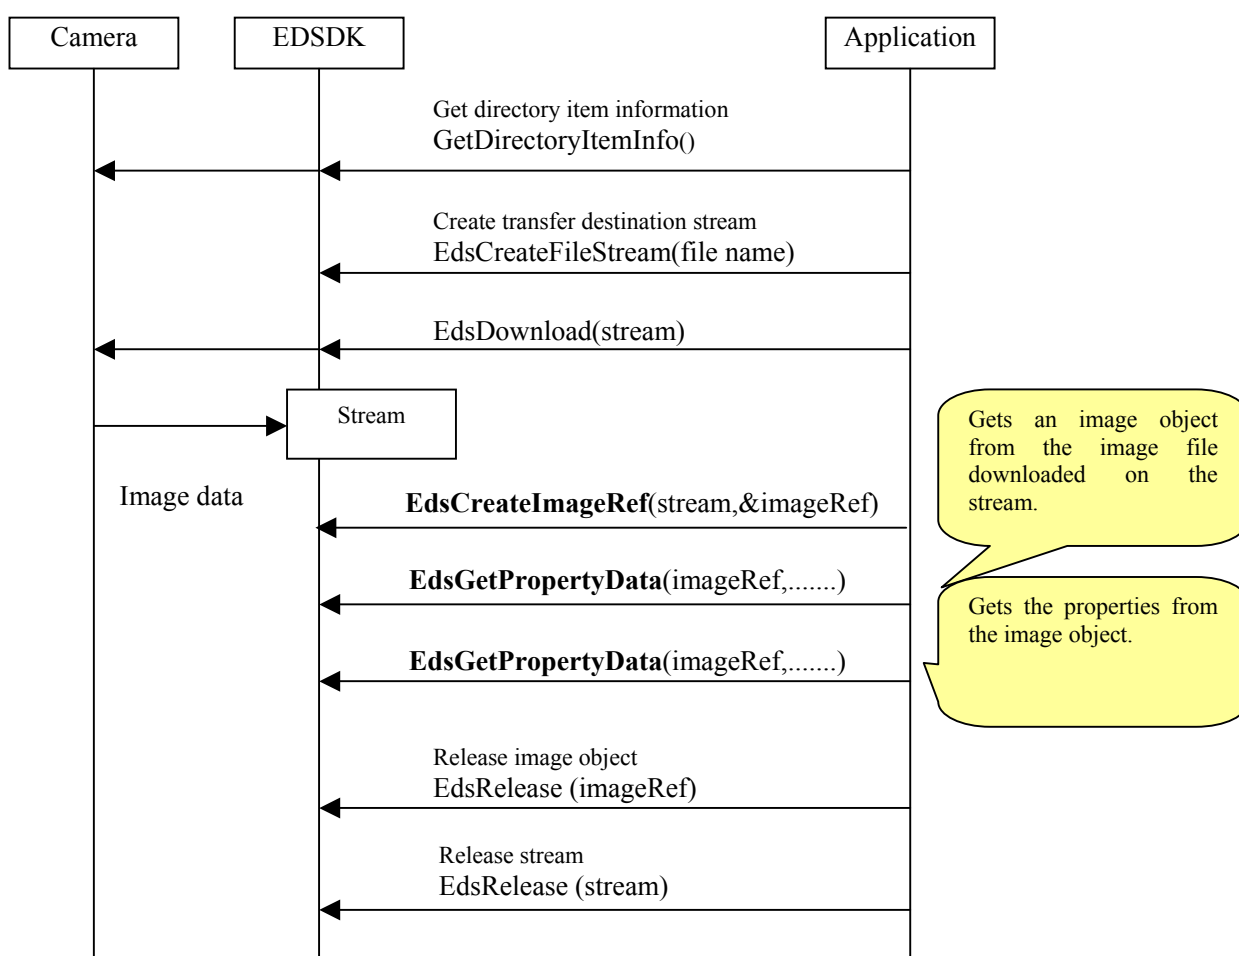 Camera
EDSDK
Application
Get directory item information
GetDirectoryItemInfo()
Create transfer destination stream
EdsCreateFileStream(file name)
EdsDownload(stream)
Stream
Image data
Gets an image object
from the image file
downloaded on the
stream.
EdsCreateImageRef(stream,&imageRef)
EdsGetPropertyData(imageRef,.......)
Gets the properties from
the image object.
EdsGetPropertyData(imageRef,.......)
Release image object
EdsRelease (imageRef)
Release stream
EdsRelease (stream)